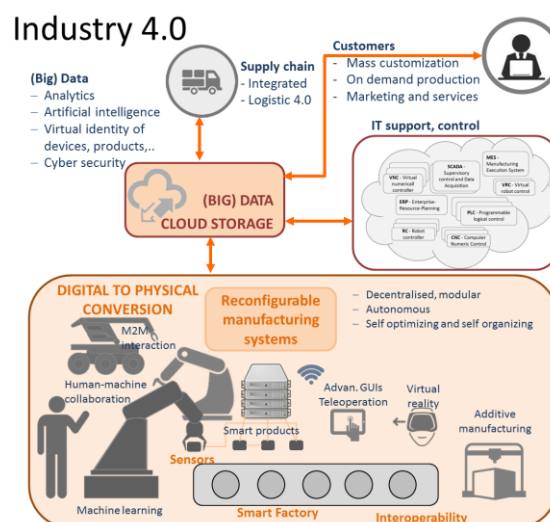 Industry 4.0
(Big) Data
– Analytics
– Artificial intelligence
– Virtual identity of
devices, products,..
– Cyber security
Supply chain
- Integrated
- Logistic 4.0
Customers
- Mass customization
- On demand production
- Marketing and services
IT support, control
VNC - Virtual
numericall
controller
SCADA -
Supervisory
control and Data
Acquisition
MES -
Manufacturing
Execution System
VRC - Virtual
robot control
ERP - Enterprise-
Resource-Planning
PLC - Programmable
logical control
RC - Robot
controller
CNC - Computer
Numeric Control
(BIG) DATA
CLOUD STORAGE
DIGITAL TO PHYSICAL
CONVERSION
Reconfigurable
manufacturing
systems
– Decentralised, modular
– Autonomous
– Self optimizing and self organizing
M2M
interaction
Human-machine
collaboration
Advan. GUIs
Teleoperation
Virtual
reality
Additive
manufacturing
Smart products
Sensors
Machine learning
Smart Factory
Interoperability